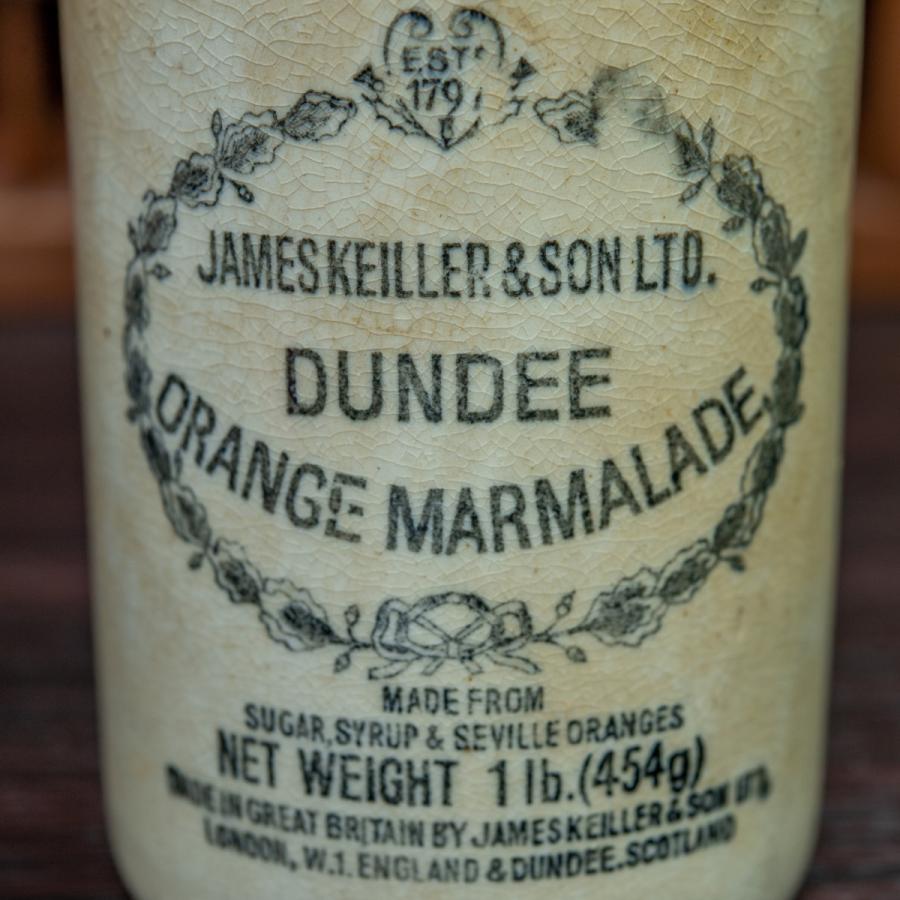 EST
JAMES KEILLER & SON LTD.
DUNDEE
ORANGE MARMALADE,
MADE FROM
SUGAR, SYRUP & SEVILLE ORANGES
NET WEIGHT 1 lb. (454g)
MADE IN GREAT BRITAIN BY JAMES KEILLER & SON LTD.
LONDON, W.1. ENGLAND & DUNDEE. SCOTLAND